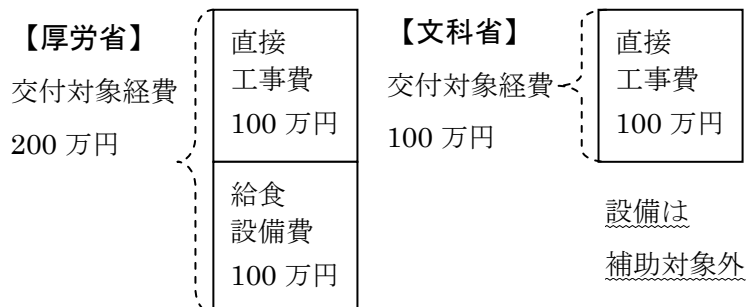 【厚労省】
交付対象経費
200 万円
直接
工事費
100 万円
給食
設備費
100 万円
【文科省】
交付対象経費
100 万円
直接
工事費
100 万円
設備は
補助対象外